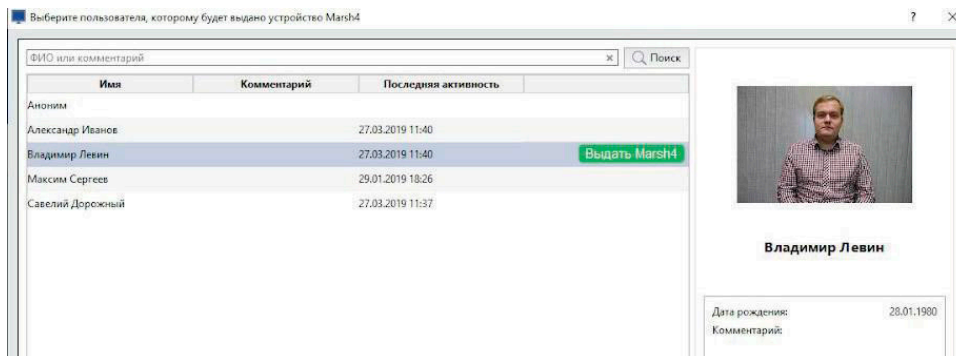 Выберите пользователя, которому будет выдано устройство Marsh4
ФИО или комментарий
Поиск
Имя Комментарий Последняя активность
Аноним
Александр Иванов 27.03.2019 11:40
Владимир Левин 27.03.2019 11:40 Выдать Marsh4
Максим Сергеев 29.01.2019 18:26
Савелий Дорожный 27.03.2019 11:37
Владимир Левин
Дата рождения: 28.01.1980
Комментарий: